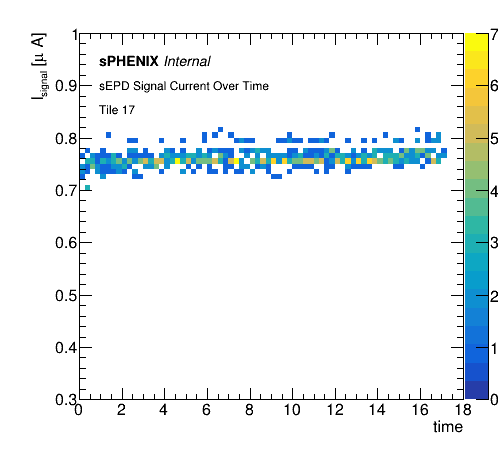 I_signal [μ A]
sPHENIX Internal
sEPD Signal Current Over Time
Tile 17
1
0.9
0.8
0.7
0.6
0.5
0.4
0.3
0 2 4 6 8 10 12 14 16 18
time
7
6
5
4
3
2
1
0